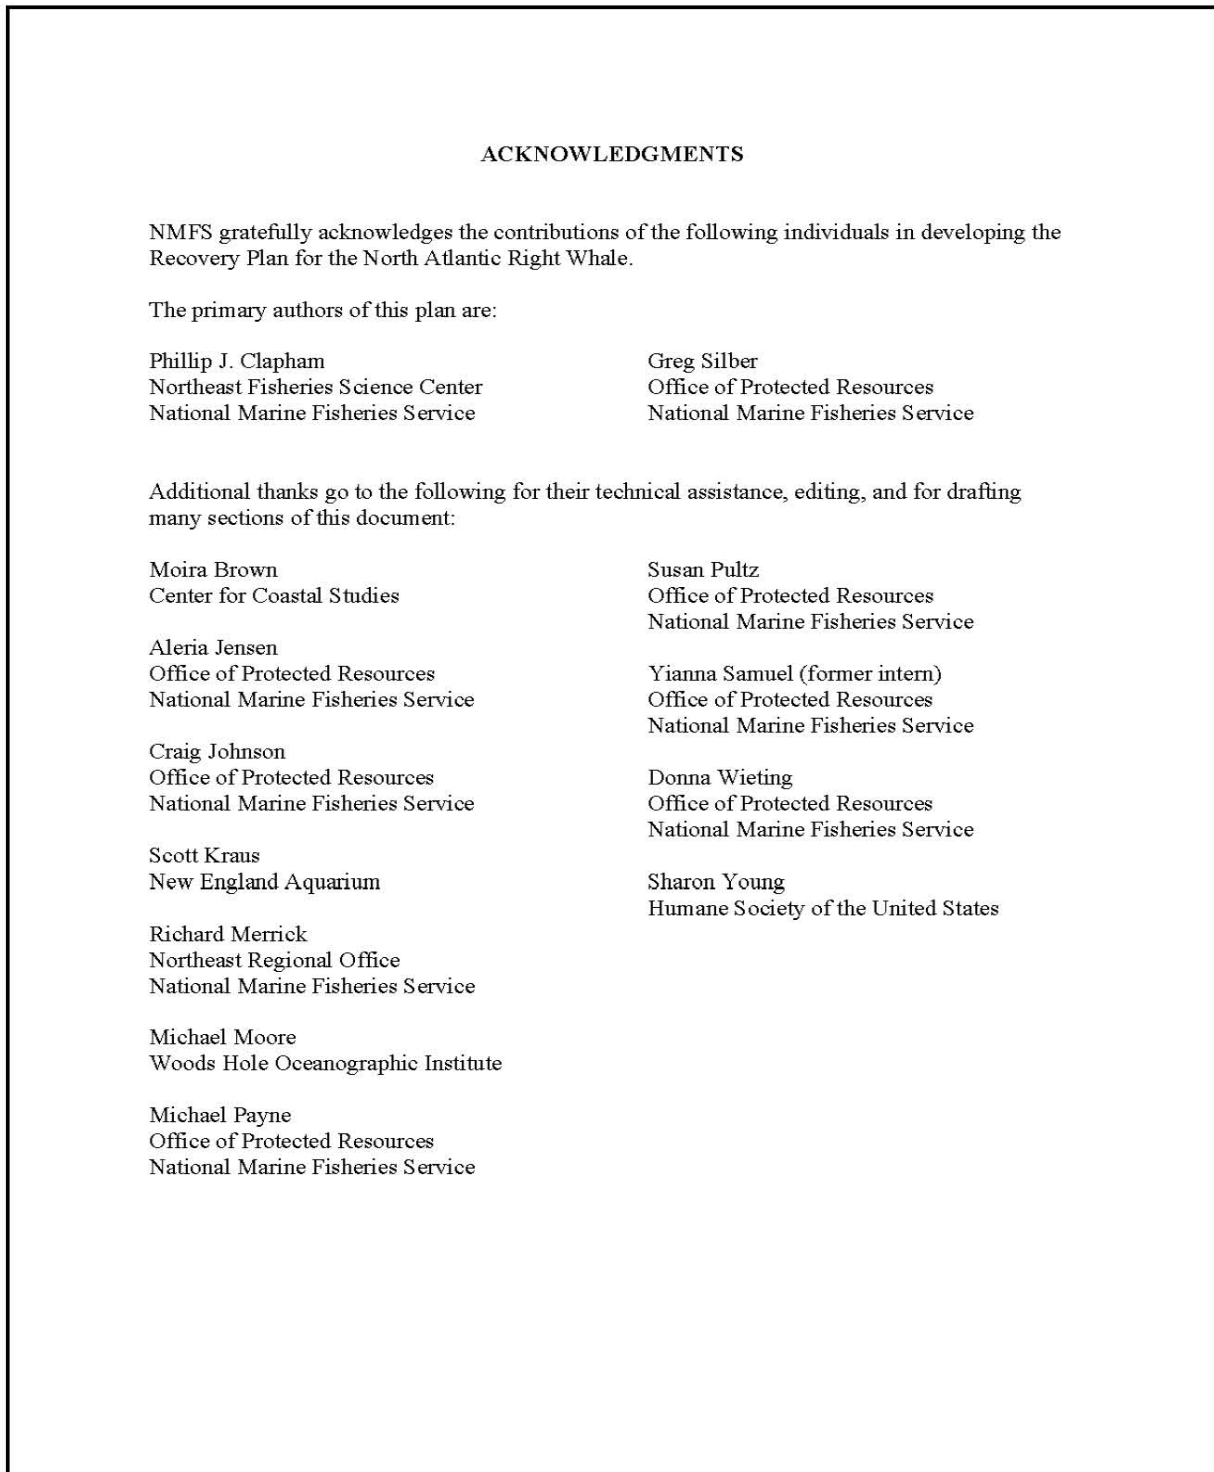 ACKNOWLEDGMENTS
NMFS gratefully acknowledges the contributions of the following individuals in developing the
Recovery Plan for the North Atlantic Right Whale.
The primary authors of this plan are:
Phillip J. Clapham
Northeast Fisheries Science Center
National Marine Fisheries Service
Greg Silber
Office of Protected Resources
National Marine Fisheries Service
Additional thanks go to the following for their technical assistance, editing, and for drafting
many sections of this document:
Moira Brown
Center for Coastal Studies
Aleria Jensen
Office of Protected Resources
National Marine Fisheries Service
Craig Johnson
Office of Protected Resources
National Marine Fisheries Service
Scott Kraus
New England Aquarium
Richard Merrick
Northeast Regional Office
National Marine Fisheries Service
Michael Moore
Woods Hole Oceanographic Institute
Michael Payne
Office of Protected Resources
National Marine Fisheries Service
Susan Pultz
Office of Protected Resources
National Marine Fisheries Service
Yianna Samuel (former intern)
Office of Protected Resources
National Marine Fisheries Service
Donna Wieting
Office of Protected Resources
National Marine Fisheries Service
Sharon Young
Humane Society of the United States